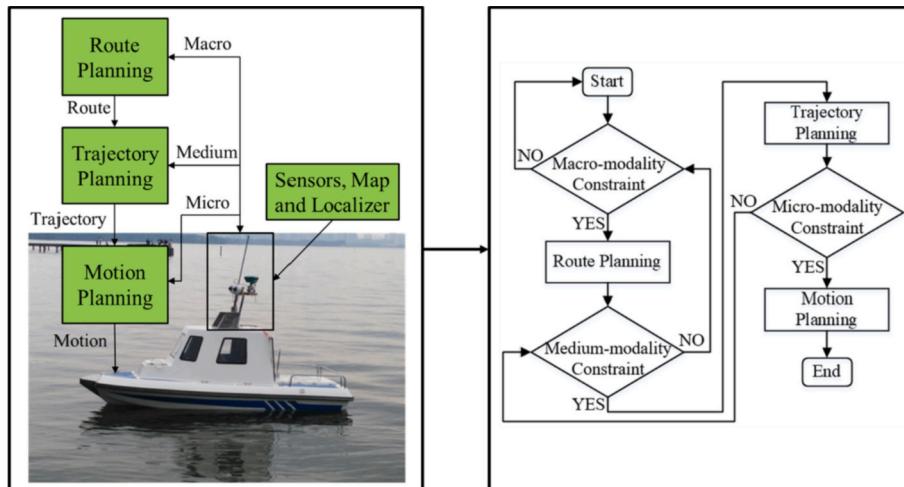 Route
Planning
Macro
Route
Trajectory
Planning
Medium
Sensors, Map
and Localizer
Micro
Trajectory
Motion
Planning
Motion
Start
NO
Macro-modality
Constraint
YES
Route Planning
Medium-modality
Constraint
NO
YES
Trajectory
Planning
NO
Micro-modality
Constraint
YES
Motion
Planning
End